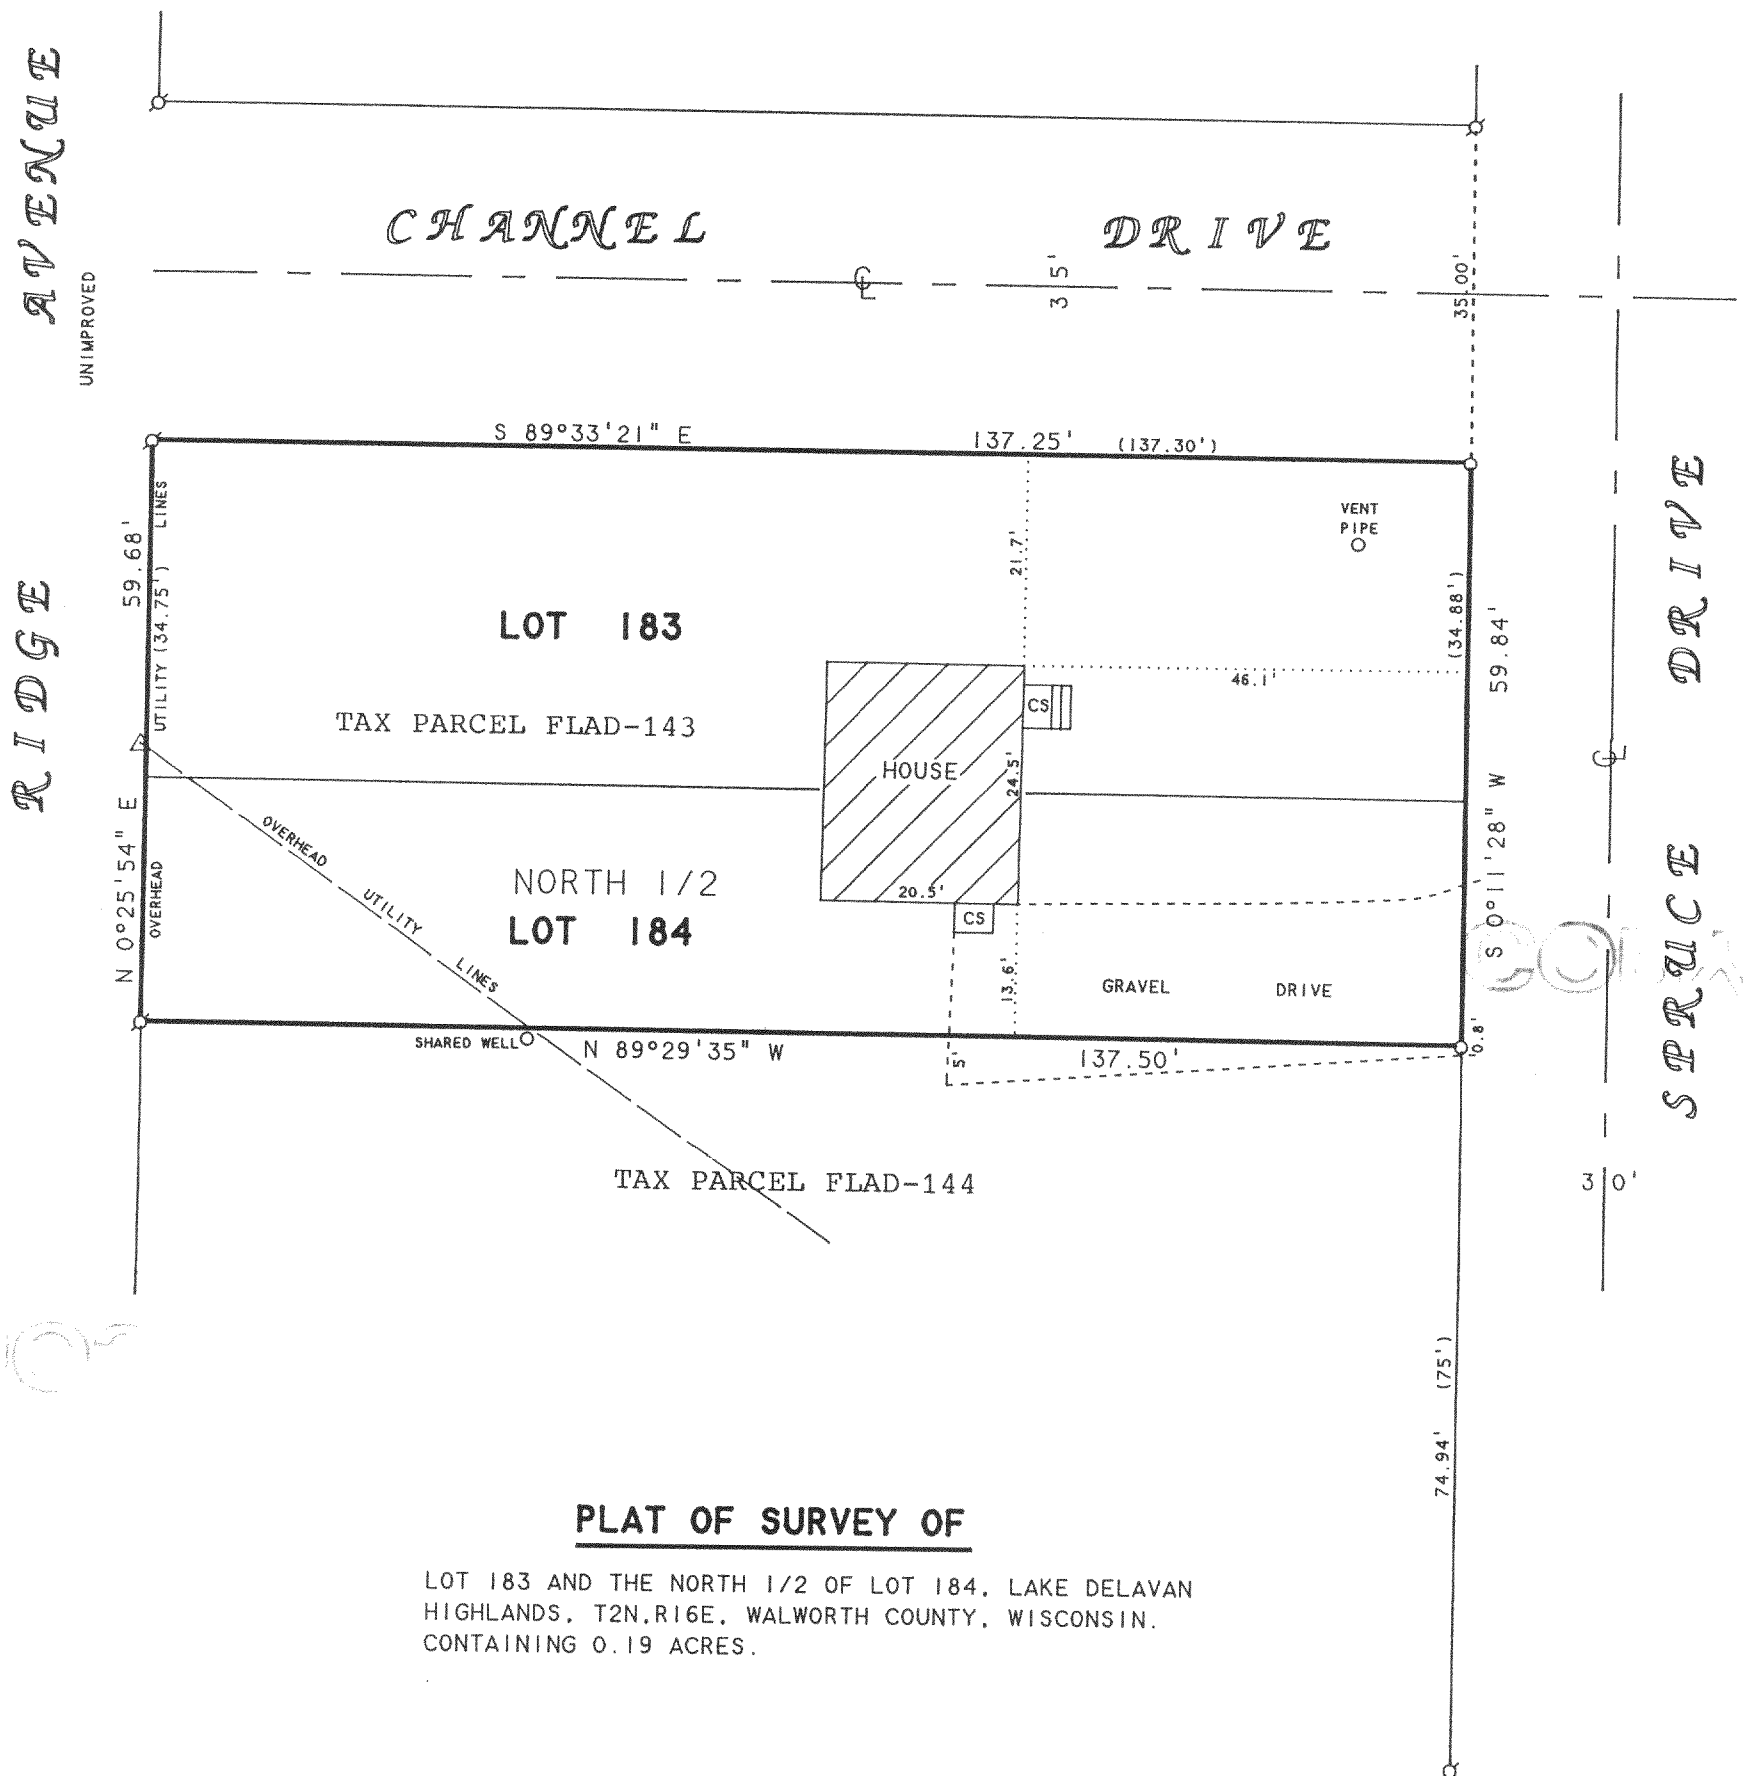 RIDGE AVENUE
UNIMPROVED
CHANNEL DRIVE
CL
35'
35.00'
S 89°33'21" E 137.25' (137.30')
59.68'
UTILITY (34.75') LINES
N 0°25'54" E
OVERHEAD
VENT
PIPE
21.7'
(34.88')
59.84'
46.1'
LOT 183
TAX PARCEL FLAD-143
CS
HOUSE
24.5'
20.5'
CS
OVERHEAD UTILITY LINES
NORTH 1/2
LOT 184
13.6'
GRAVEL DRIVE
S 0°11'28" W
SPRUCE DRIVE
CL
SHARED WELL
N 89°29'35" W 137.50'
5'
0.8'
TAX PARCEL FLAD-144
30'
74.94' (75')
PLAT OF SURVEY OF
LOT 183 AND THE NORTH 1/2 OF LOT 184, LAKE DELAVAN
HIGHLANDS, T2N,R16E, WALWORTH COUNTY, WISCONSIN.
CONTAINING 0.19 ACRES.